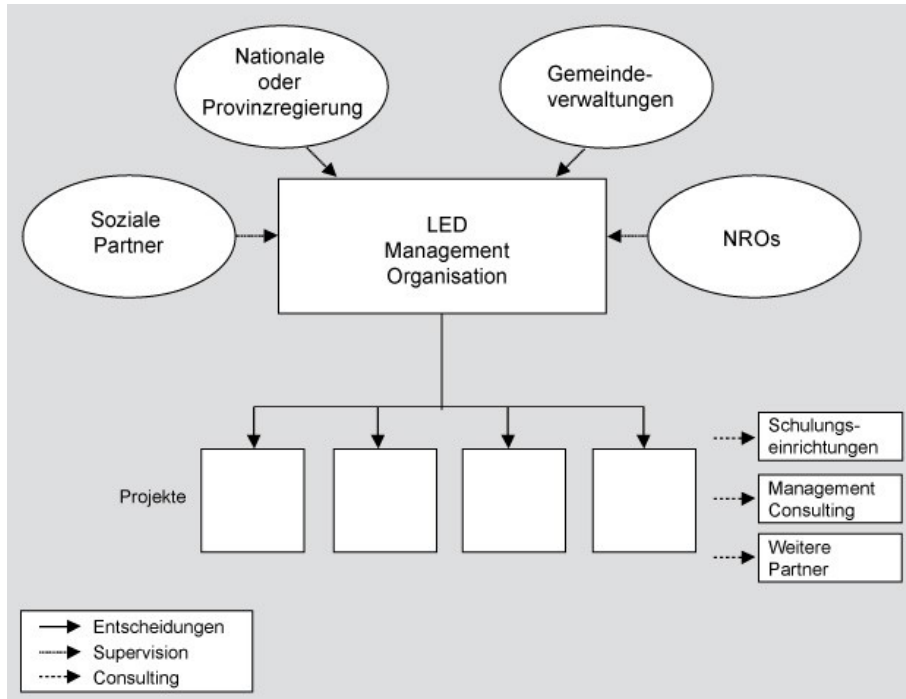 Nationale
oder
Provinzregierung
Gemeinde-
verwaltungen
Soziale
Partner
LED
Management
Organisation
NROs
Projekte
Schulungs-
einrichtungen
Management
Consulting
Weitere
Partner
Entscheidungen
Supervision
Consulting